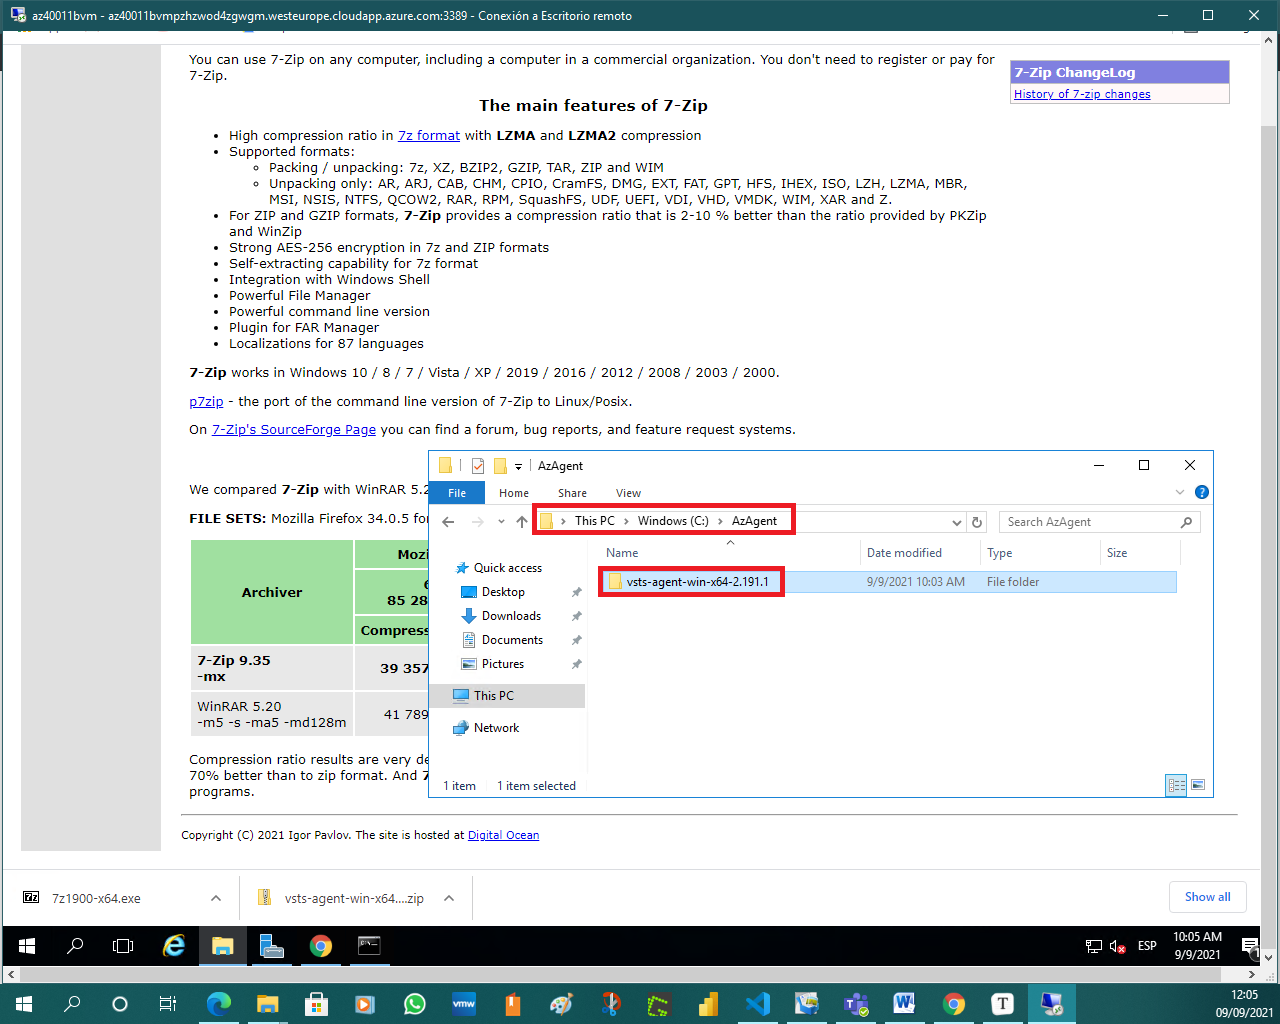 az40011bvm - az40011bvmpzhzwod4zgwgm.westeurope.cloudapp.azure.com:3389 - Conexión a Escritorio remoto
You can use 7-Zip on any computer, including a computer in a commercial organization. You don't need to register or pay for
7-Zip.
7-Zip ChangeLog
History of 7-zip changes
The main features of 7-Zip
• High compression ratio in 7z format with LZMA and LZMA2 compression
• Supported formats:
Packing / unpacking: 7z, XZ, BZIP2, GZIP, TAR, ZIP and WIM
Unpacking only: AR, ARJ, CAB, CHM, CPIO, CramFS, DMG, EXT, FAT, GPT, HFS, IHEX, ISO, LZH, LZMA, MBR,
MSI, NSIS, NTFS, QCOW2, RAR, RPM, SquashFS, UDF, UEFI, VDI, VHD, VMDK, WIM, XAR and Z.
• For ZIP and GZIP formats, 7-Zip provides a compression ratio that is 2-10 % better than the ratio provided by PKZip
and WinZip
• Strong AES-256 encryption in 7z and ZIP formats
• Self-extracting capability for 7z format
• Integration with Windows Shell
• Powerful File Manager
• Powerful command line version
• Plugin for FAR Manager
• Localizations for 87 languages
7-Zip works in Windows 10 / 8 / 7 / Vista / XP / 2019 / 2016 / 2012 / 2008 / 2003 / 2000.
p7zip - the port of the command line version of 7-Zip to Linux/Posix.
On 7-Zip's SourceForge Page you can find a forum, bug reports, and feature request systems.
We compared 7-Zip with WinRAR 5.2
FILE SETS: Mozilla Firefox 34.0.5 for
Archiver
Mozi
85 28
Compress
7-Zip 9.35
-mx
39 357
WinRAR 5.20
-m5 -s -ma5 -md128m
41 789
Compression ratio results are very de
70% better than to zip format. And 7
programs.
Copyright (C) 2021 Igor Pavlov. The site is hosted at Digital Ocean
AzAgent
File Home Share View
This PC > Windows (C:) > AzAgent
Search AzAgent
Name Date modified Type Size
vsts-agent-win-x64-2.191.1 9/9/2021 10:03 AM File folder
Quick access
Desktop
Downloads
Documents
Pictures
This PC
Network
1 item 1 item selected
7z1900-x64.exe
vsts-agent-win-x64....zip
Show all
ESP
10:05 AM
9/9/2021
1
vmw
12:05
09/09/2021